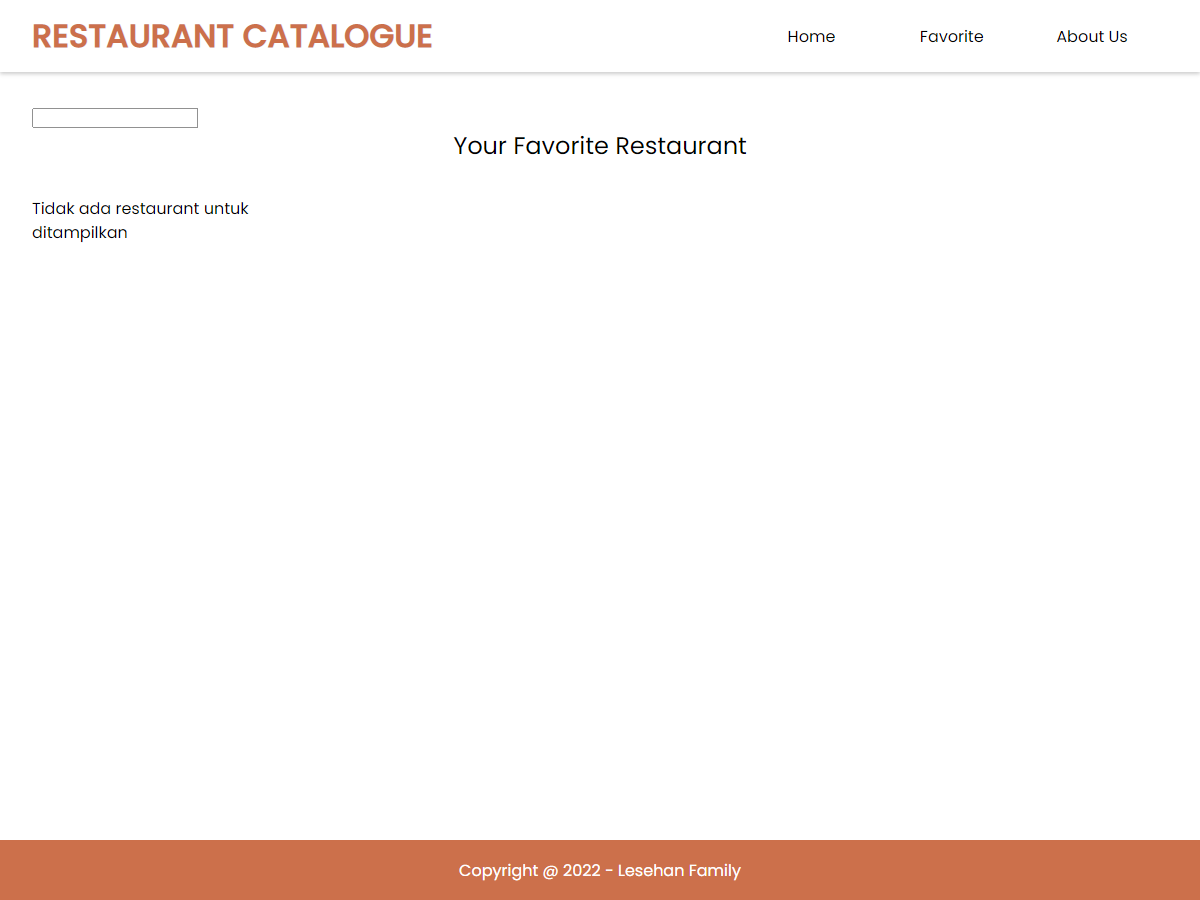 RESTAURANT CATALOGUE
Home
Favorite
About Us
Your Favorite Restaurant
Tidak ada restaurant untuk
ditampilkan
Copyright @ 2022 - Lesehan Family